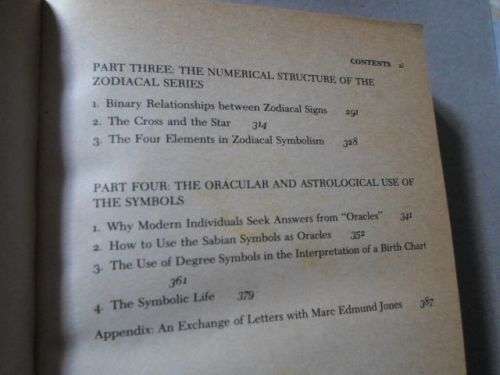 CONTENTS xi
PART THREE: THE NUMERICAL STRUCTURE OF THE
ZODIACAL SERIES
1. Binary Relationships between Zodiacal Signs 291
2. The Cross and the Star 314
3. The Four Elements in Zodiacal Symbolism 328
PART FOUR: THE ORACULAR AND ASTROLOGICAL USE OF
THE SYMBOLS
1. Why Modern Individuals Seek Answers from "Oracles" 341
2. How to Use the Sabian Symbols as Oracles 352
3. The Use of Degree Symbols in the Interpretation of a Birth Chart
361
4. The Symbolic Life 379
Appendix: An Exchange of Letters with Marc Edmund Jones 387